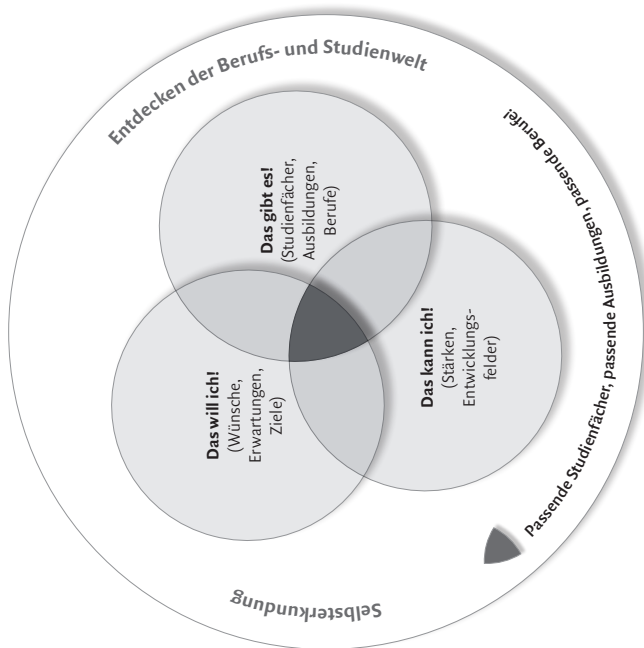 Entdecken der Berufs- und Studienwelt
Das gibt es!
(Studienfächer,
Ausbildungen,
Berufe)
Das will ich!
(Wünsche,
Erwartungen,
Ziele)
Das kann ich!
(Stärken,
Entwicklungs-
felder)
Selbsterkundung
Passende Studienfächer, passende Ausbildungen, passende Berufe!